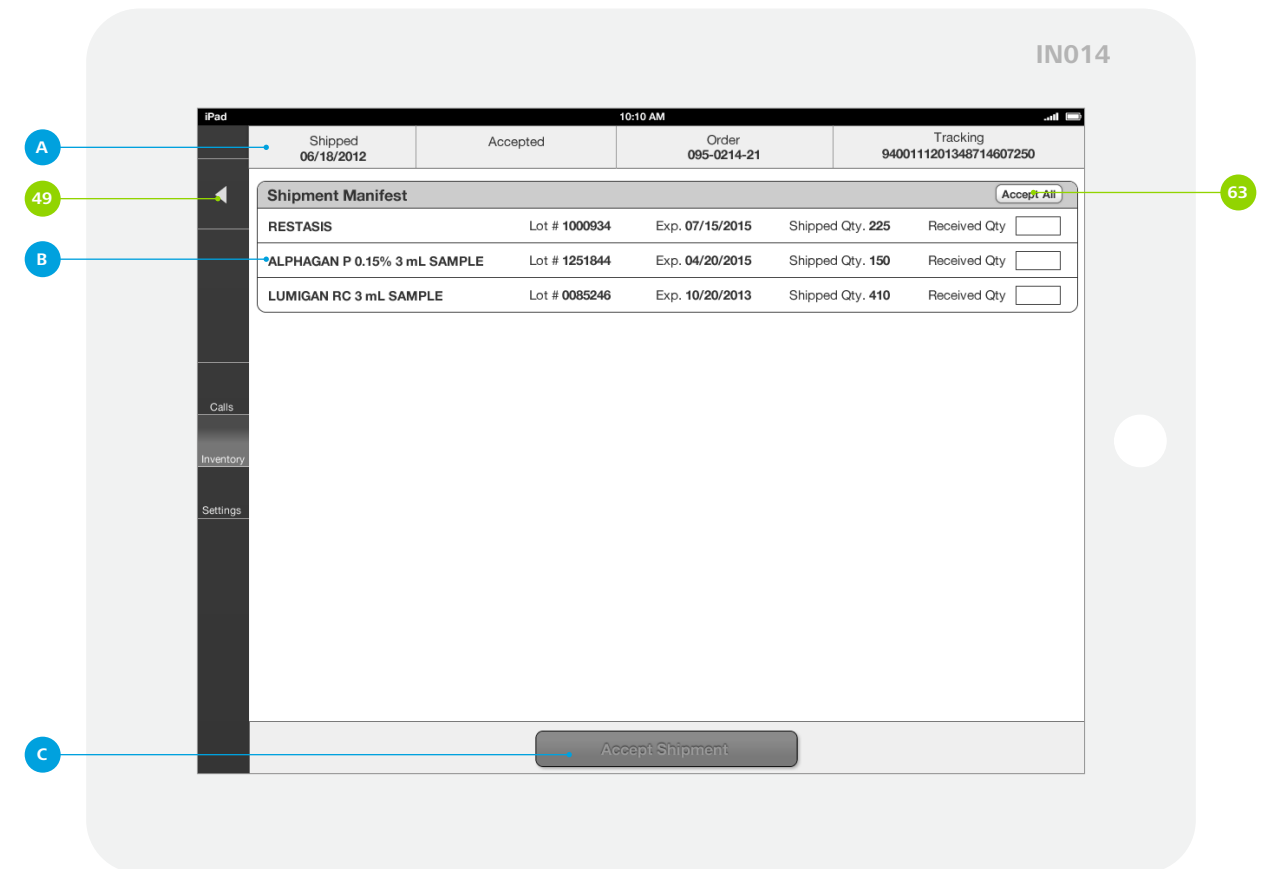 IN014
iPad 10:10 AM
A
Shipped Accepted Order Tracking
06/18/2012 095-0214-21 9400111201348714607250
49
Shipment Manifest Accept All
63
RESTASIS Lot # 1000934 Exp. 07/15/2015 Shipped Qty. 225 Received Qty
B
ALPHAGAN P 0.15% 3 mL SAMPLE Lot # 1251844 Exp. 04/20/2015 Shipped Qty. 150 Received Qty
LUMIGAN RC 3 mL SAMPLE Lot # 0085246 Exp. 10/20/2013 Shipped Qty. 410 Received Qty
Calls
Inventory
Settings
C
Accept Shipment